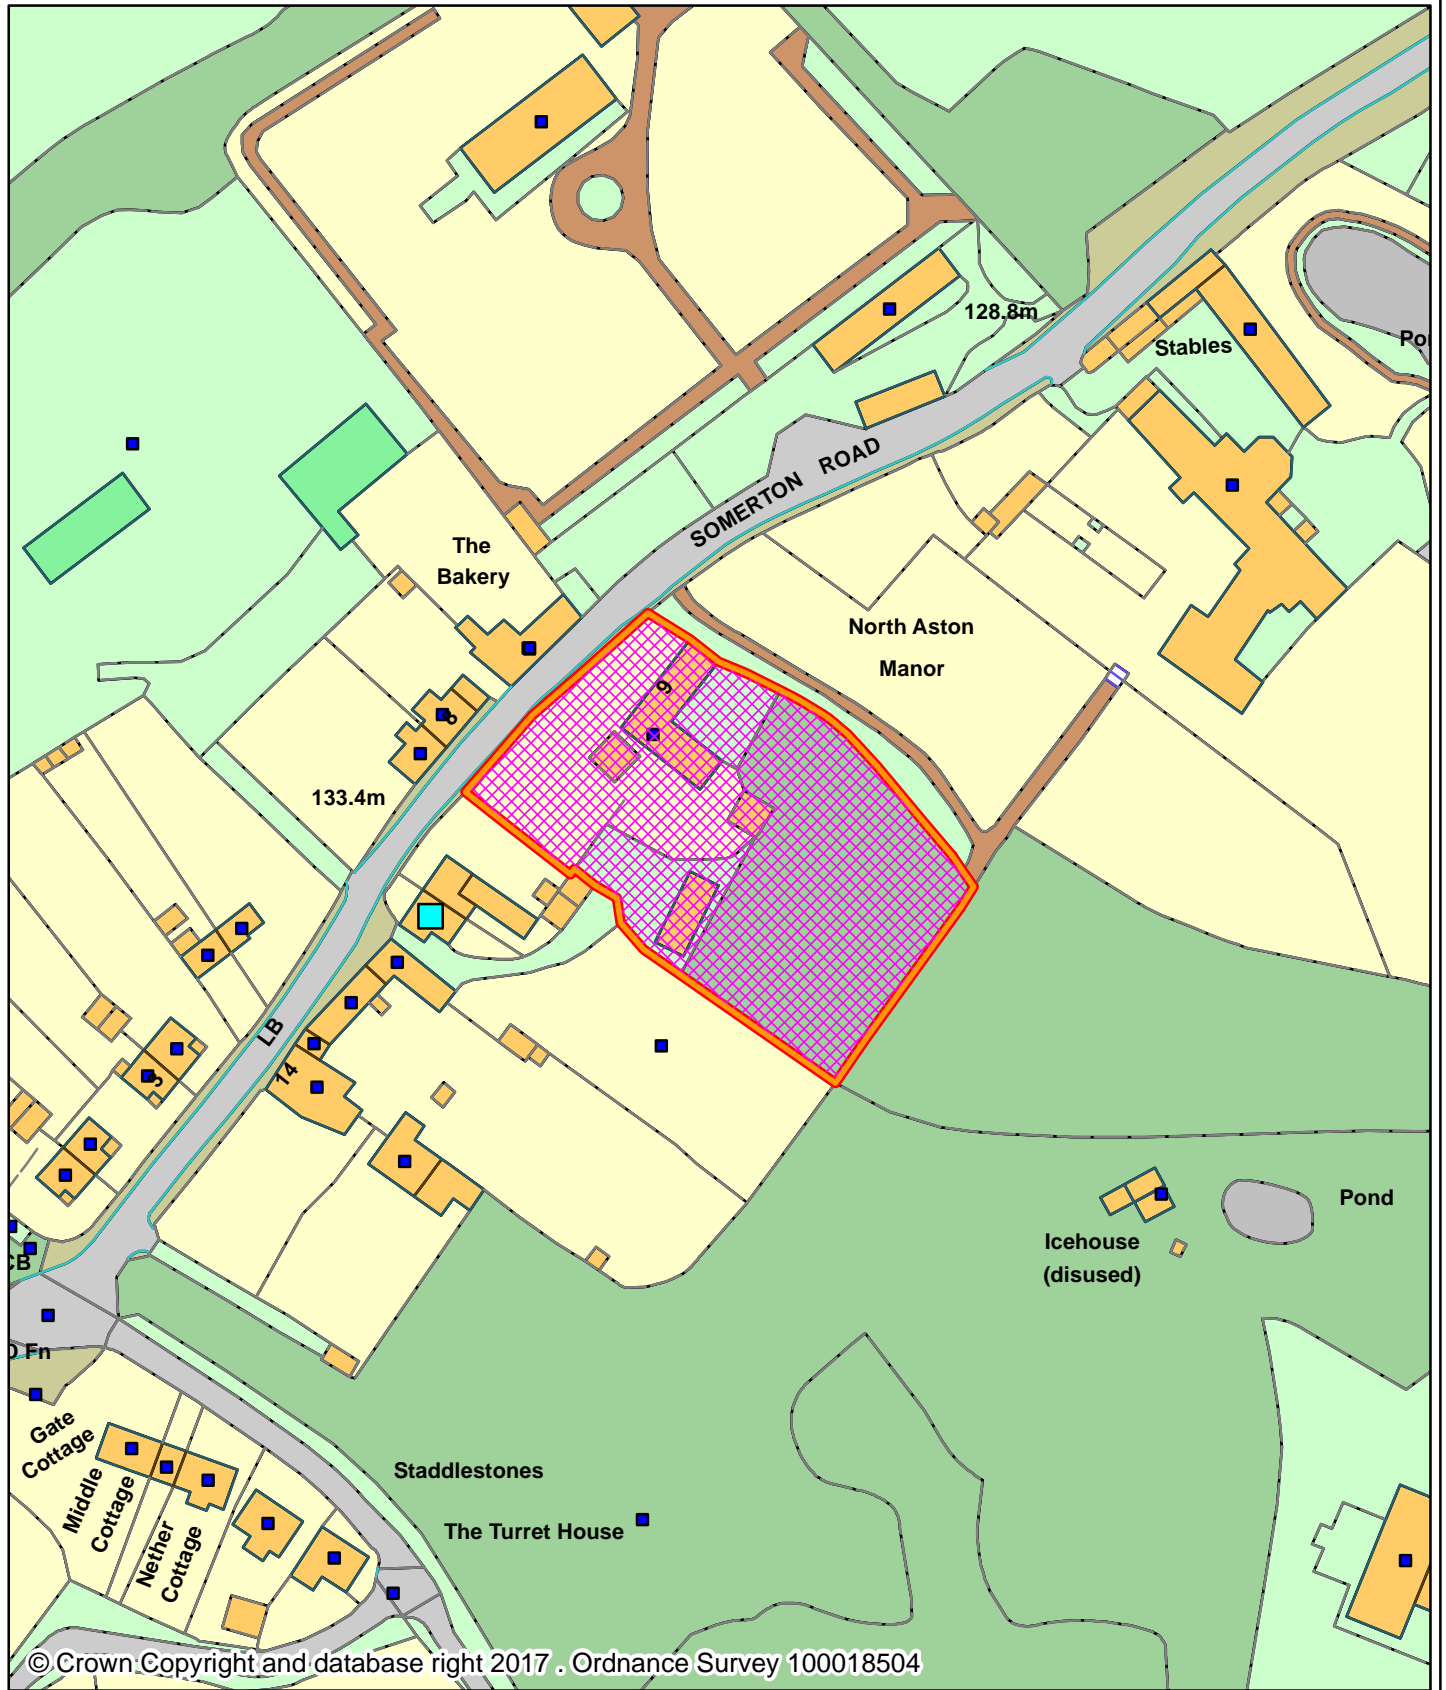 128.8m
Stables
SOMERTON ROAD
The
Bakery
North Aston
Manor
9
8
133.4m
LB
14
3
Pond
Icehouse
(disused)
Gate
Cottage
Middle
Cottage
Nether
Cottage
Staddlestones
The Turret House
© Crown Copyright and database right 2017 . Ordnance Survey 100018504